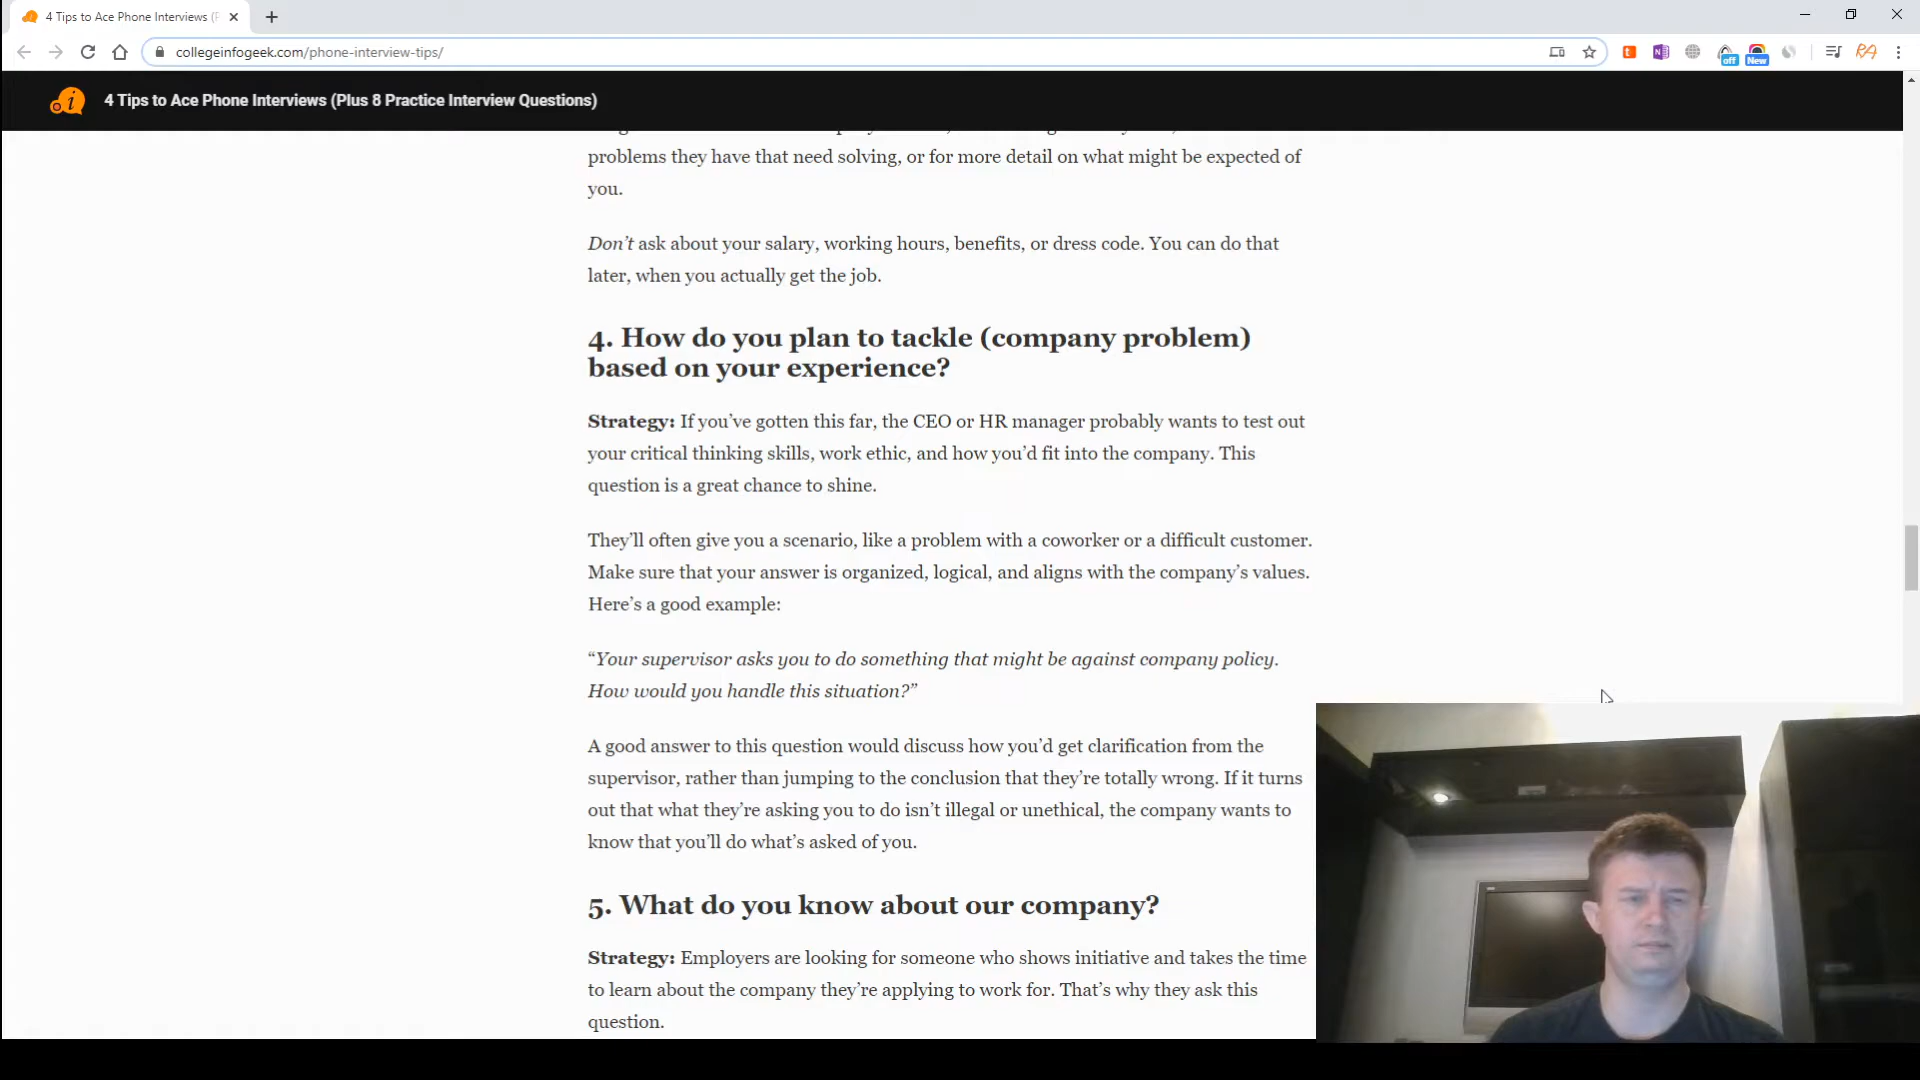 4 Tips to Ace Phone Interviews (
collegeinfogeek.com/phone-interview-tips/
t
N
off
New
4 Tips to Ace Phone Interviews (Plus 8 Practice Interview Questions)
problems they have that need solving, or for more detail on what might be expected of
you.
Don’t ask about your salary, working hours, benefits, or dress code. You can do that
later, when you actually get the job.
4. How do you plan to tackle (company problem)
based on your experience?
Strategy: If you’ve gotten this far, the CEO or HR manager probably wants to test out
your critical thinking skills, work ethic, and how you’d fit into the company. This
question is a great chance to shine.
They’ll often give you a scenario, like a problem with a coworker or a difficult customer.
Make sure that your answer is organized, logical, and aligns with the company’s values.
Here’s a good example:
“Your supervisor asks you to do something that might be against company policy.
How would you handle this situation?”
A good answer to this question would discuss how you’d get clarification from the
supervisor, rather than jumping to the conclusion that they’re totally wrong. If it turns
out that what they’re asking you to do isn’t illegal or unethical, the company wants to
know that you’ll do what’s asked of you.
5. What do you know about our company?
Strategy: Employers are looking for someone who shows initiative and takes the time
to learn about the company they’re applying to work for. That’s why they ask this
question.